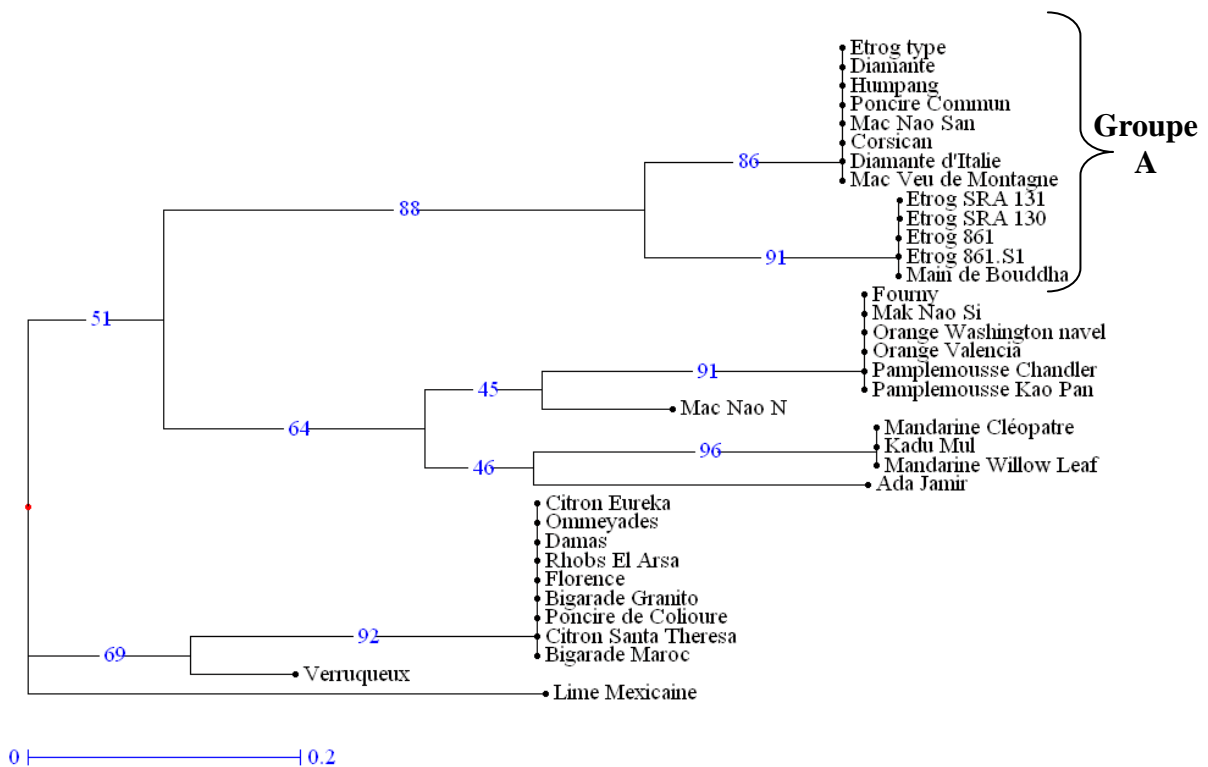 Etrog type
Diamante
Humpang
Poncire Commun
Mac Nao San
Corsican
86 Diamante d'Italie
Mac Veu de Montagne
Groupe
A
Etrog SRA 131
88
Etrog SRA 130
Etrog 861
91 Etrog 861.S1
Main de Bouddha
Fourny
Mak Nao Si
51
Orange Washington navel
Orange Valencia
91 Pamplemousse Chandler
45 Pamplemousse Kao Pan
Mac Nao N
64 Mandarine Cléopatre
96 Kadu Mul
46 Mandarine Willow Leaf
Ada Jamir
Citron Eureka
Ommeyades
Damas
Rhobs El Arsa
Florence
Bigarade Granito
Poncire de Colioure
92 Citron Santa Theresa
69 Bigarade Maroc
Verruqueux
Lime Mexicaine
0 0.2